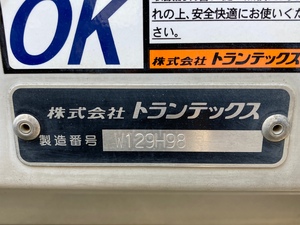 OK
れの上、安全快適にお使いくだ
さい。
株式会社 トランテックス
株式会社 トランテックス
製造番号 W129H98